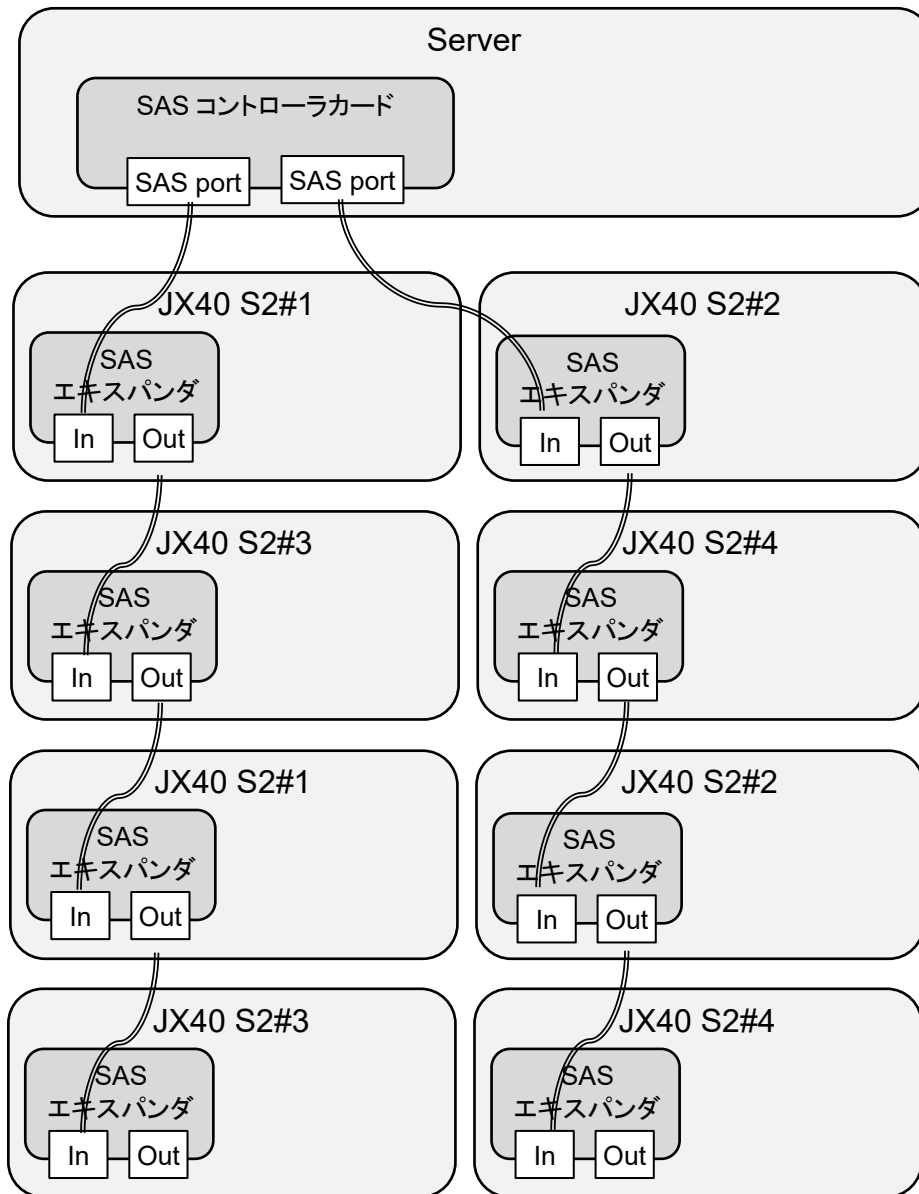 Server
SAS コントローラカード
SAS port
SAS port
JX40 S2#1
SAS
エキスパンダ
In
Out
JX40 S2#2
SAS
エキスパンダ
In
Out
JX40 S2#3
SAS
エキスパンダ
In
Out
JX40 S2#4
SAS
エキスパンダ
In
Out
JX40 S2#1
SAS
エキスパンダ
In
Out
JX40 S2#2
SAS
エキスパンダ
In
Out
JX40 S2#3
SAS
エキスパンダ
In
Out
JX40 S2#4
SAS
エキスパンダ
In
Out